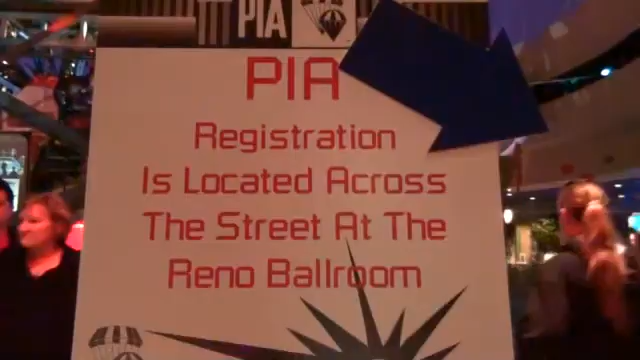 PIA
PIA
Registration
Is Located Across
The Street At The
Reno Ballroom